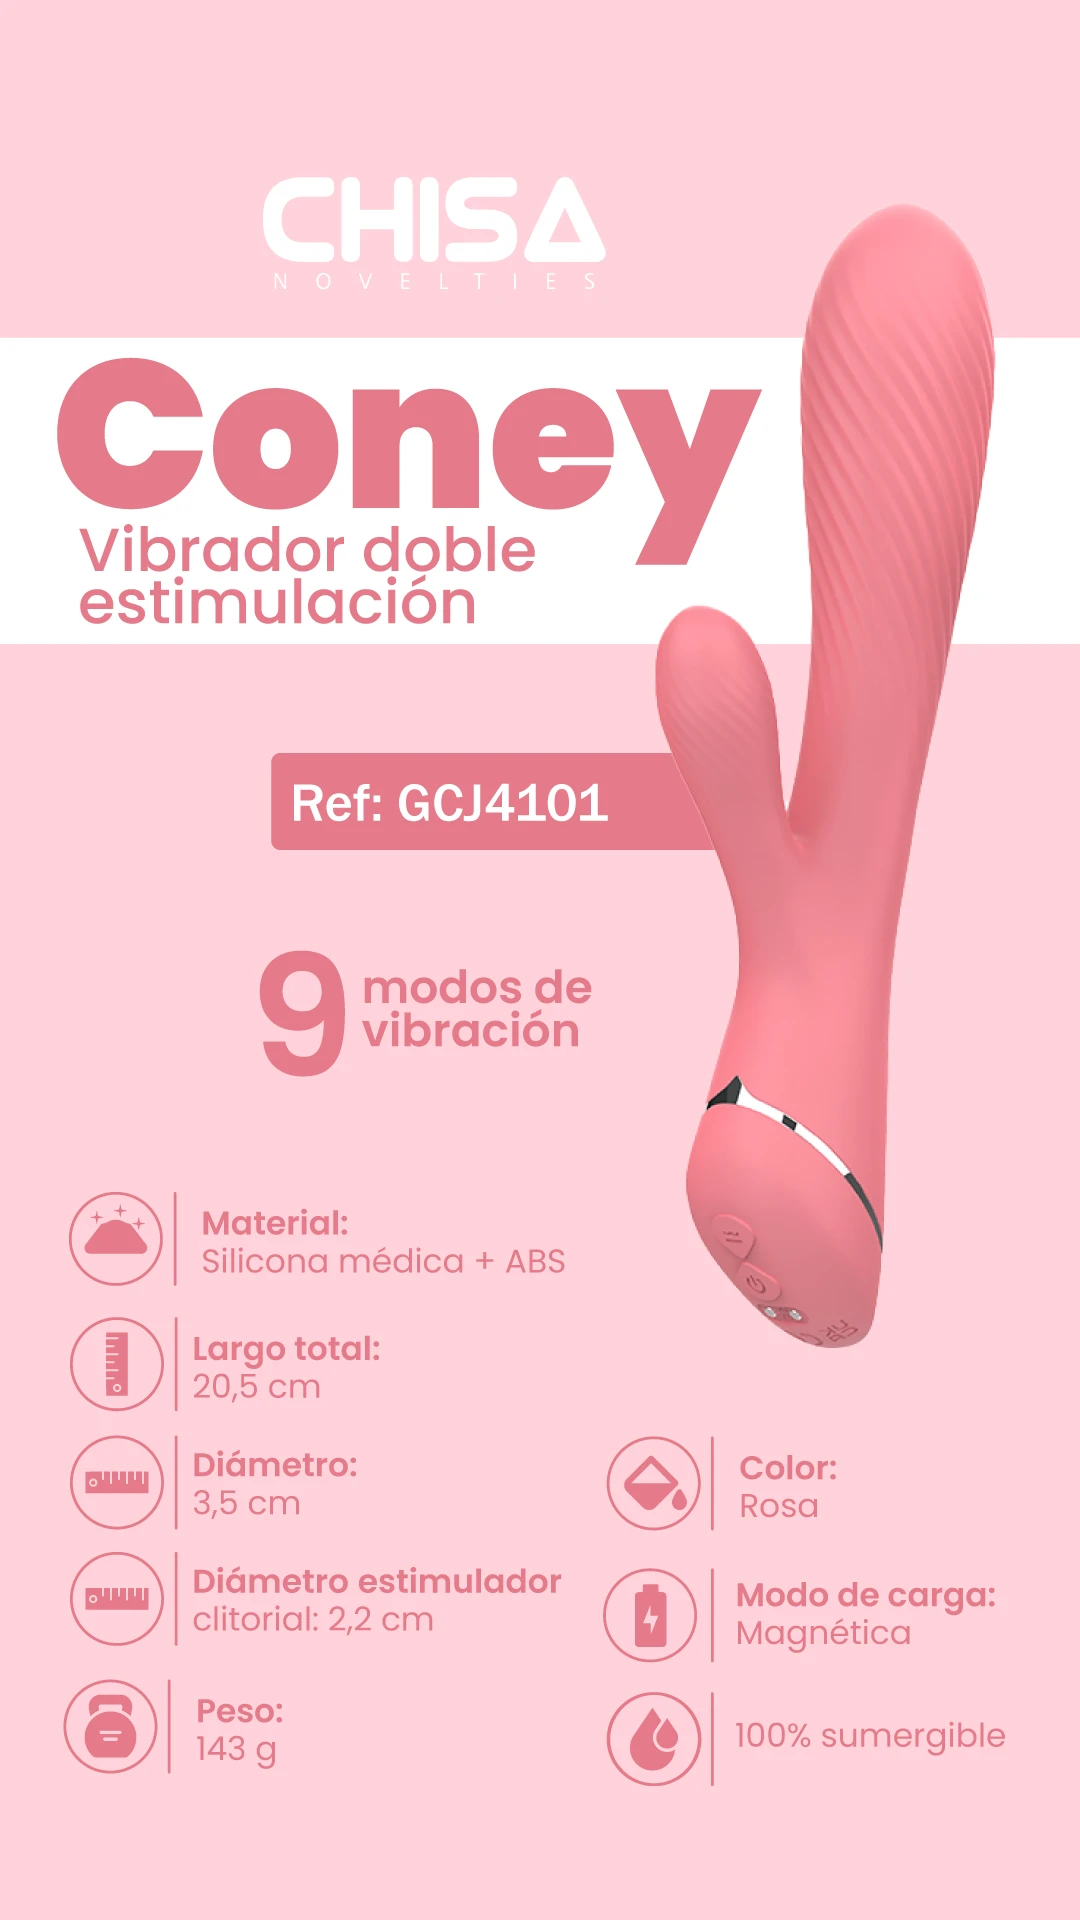 CHISA
NOVELTIES
Coney
Vibrador doble
estimulación
Ref: GCJ4101
9 modos de
vibración
Material:
Silicona médica + ABS
Largo total:
20,5 cm
Diámetro:
3,5 cm
Diámetro estimulador
clitorial: 2,2 cm
Peso:
143 g
Color:
Rosa
Modo de carga:
Magnética
100% sumergible